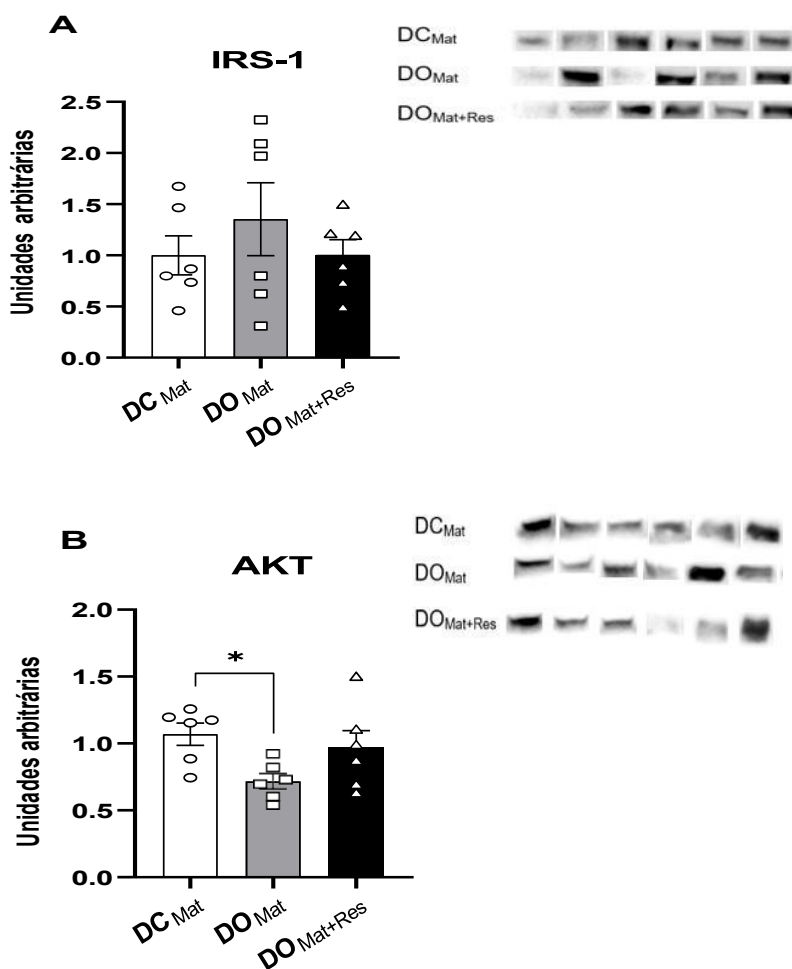 A
IRS-1
Unidades arbitrárias
2.5
2.0
1.5
1.0
0.5
0.0
DC Mat
DO Mat
DO Mat+Res
DCMat
DOMat
DOMat+Res
B
AKT
Unidades arbitrárias
2.0
1.5
1.0
0.5
0.0
*
DC Mat
DO Mat
DO Mat+Res
DCMat
DOMat
DOMat+Res